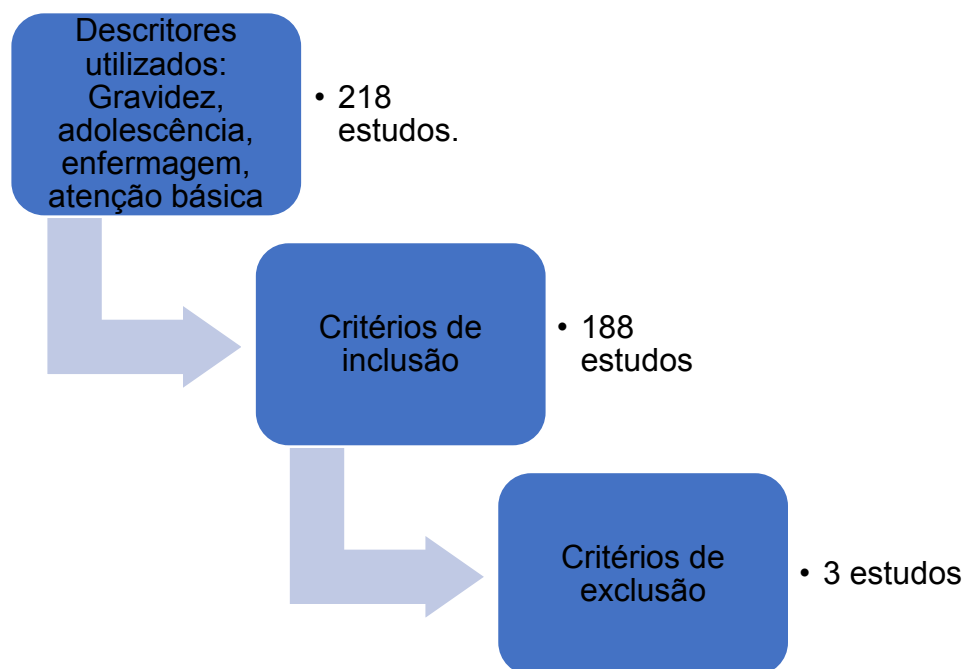 Descritores
utilizados:
Gravidez,
adolescência,
enfermagem,
atenção básica
• 218
estudos.
Critérios de
inclusão
• 188
estudos
Critérios de
exclusão
• 3 estudos